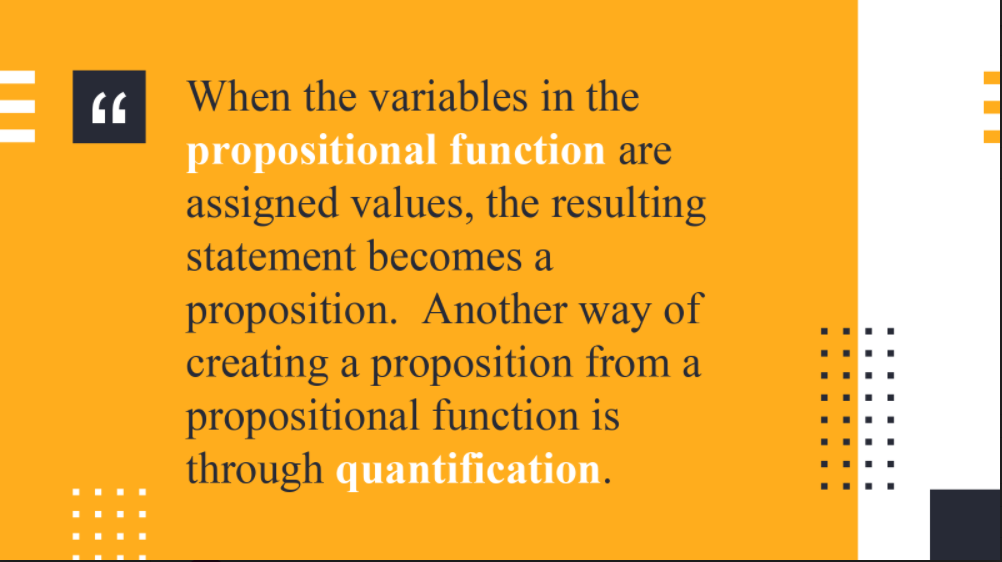 “
When the variables in the
propositional function are
assigned values, the resulting
statement becomes a
proposition.  Another way of
creating a proposition from a
propositional function is
through quantification.